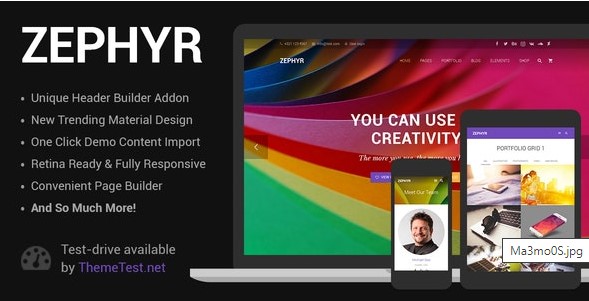 ZEPHYR
Unique Header Builder Addon
New Trending Material Design
One Click Demo Content Import
Retina Ready & Fully Responsive
Convenient Page Builder
And So Much More!
Test-drive available
by ThemeTest.net
ZEPHYR
HOME PAGES PORTFOLIO BLOG ELEMENTS SHOP
YOU CAN USE
CREATIVITY
The more you use, the more you h
Meet Our Team
ZEPHYR
PORTFOLIO GRID 1
Ma3mo0S.jpg